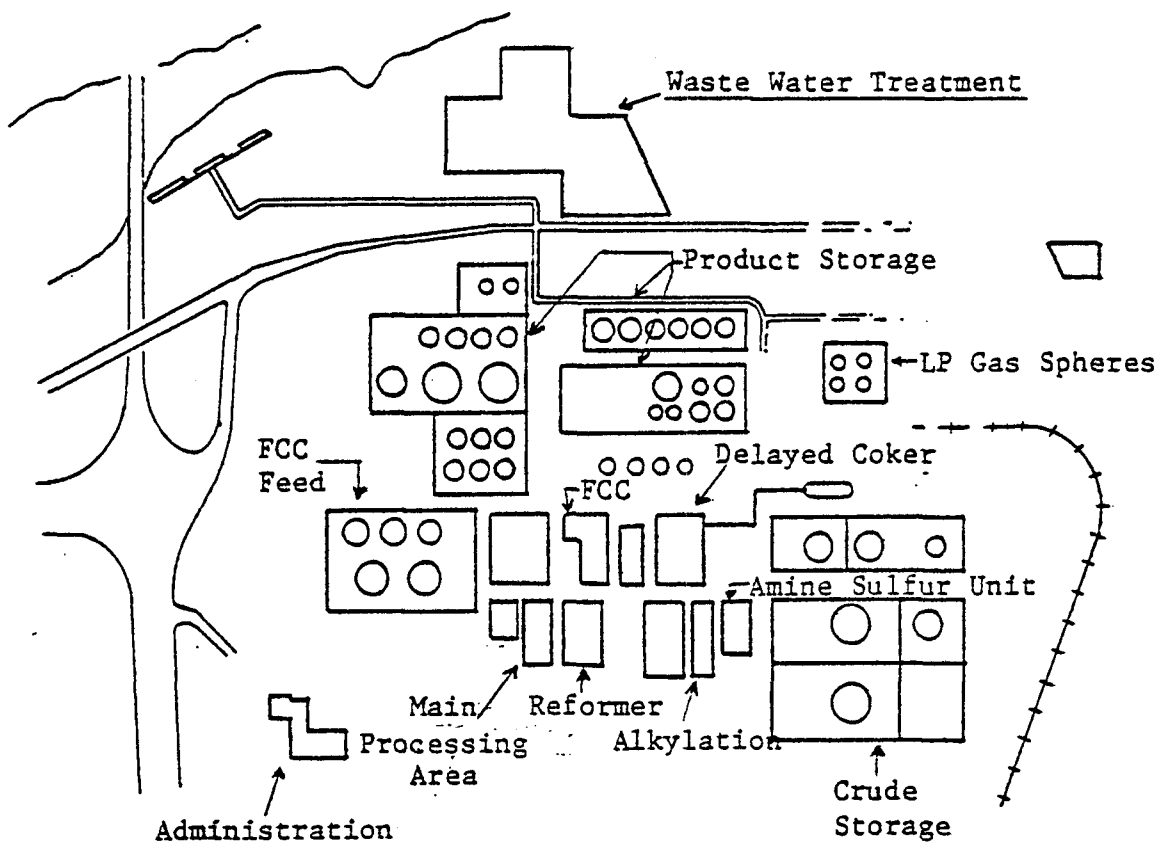 Waste Water Treatment
Product Storage
LP Gas Spheres
FCC
Feed
FCC
Delayed Coker
Amine Sulfur Unit
Main
Processing
Area
Reformer
Alkylation
Crude
Storage
Administration